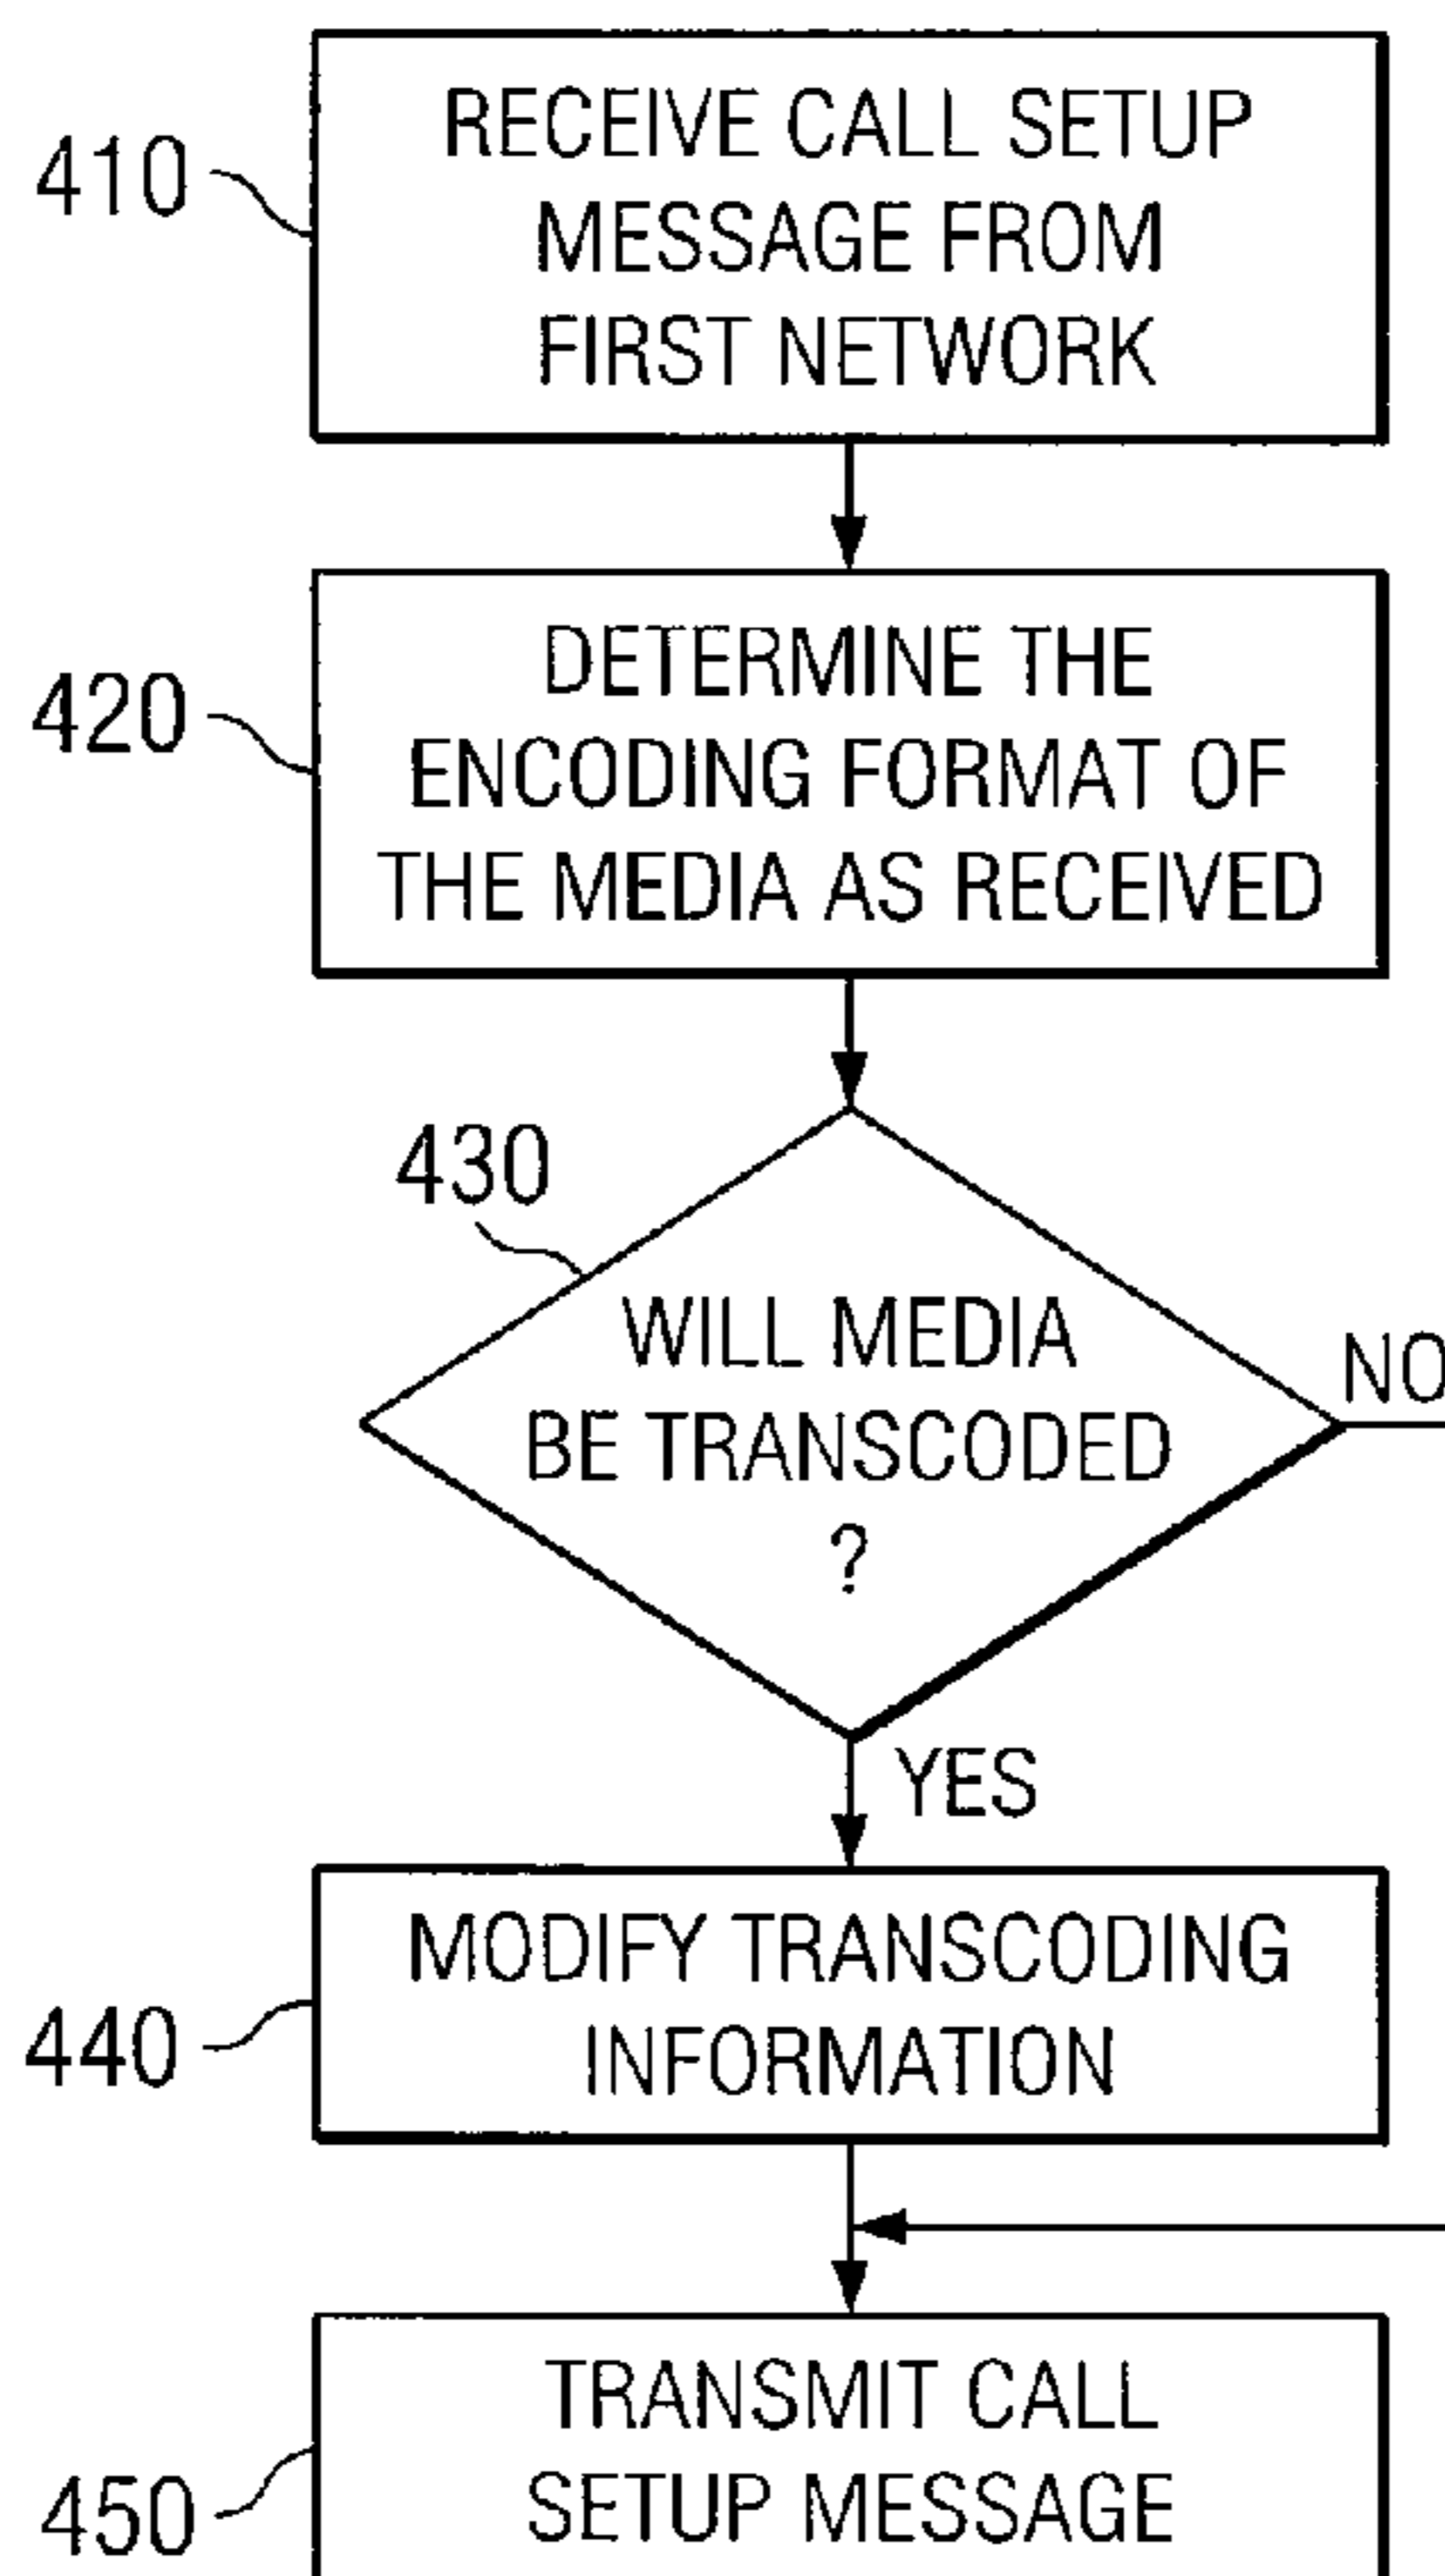 410
RECEIVE CALL SETUP
MESSAGE FROM
FIRST NETWORK
420
DETERMINE THE
ENCODING FORMAT OF
THE MEDIA AS RECEIVED
430
WILL MEDIA
BE TRANSCODED
?
NO
YES
440
MODIFY TRANSCODING
INFORMATION
450
TRANSMIT CALL
SETUP MESSAGE